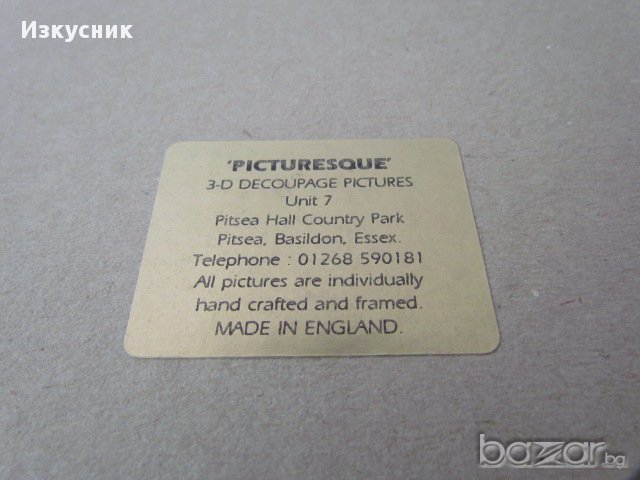 Изкусник
'PICTURESQUE'
3-D DECOUPAGE PICTURES
Unit 7
Pitsea Hall Country Park
Pitsea, Basildon, Essex.
Telephone : 01268 590181
All pictures are individually
hand crafted and framed.
MADE IN ENGLAND.
bazar.bg